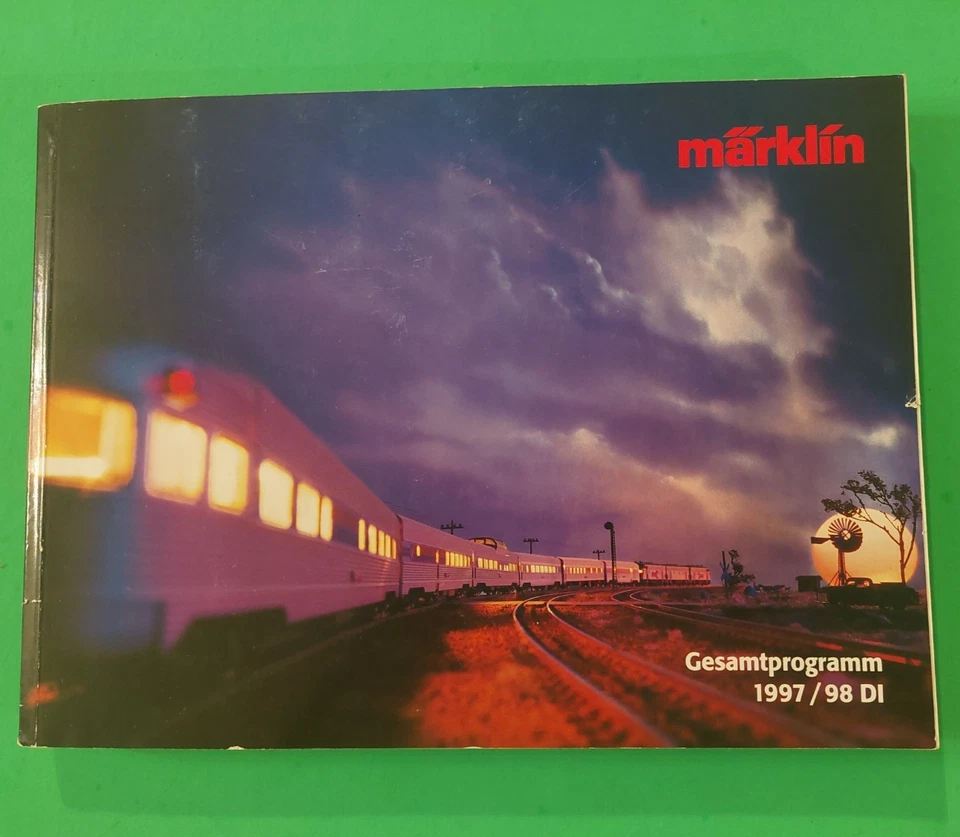 märklin
Gesamtprogramm
1997/98 DI